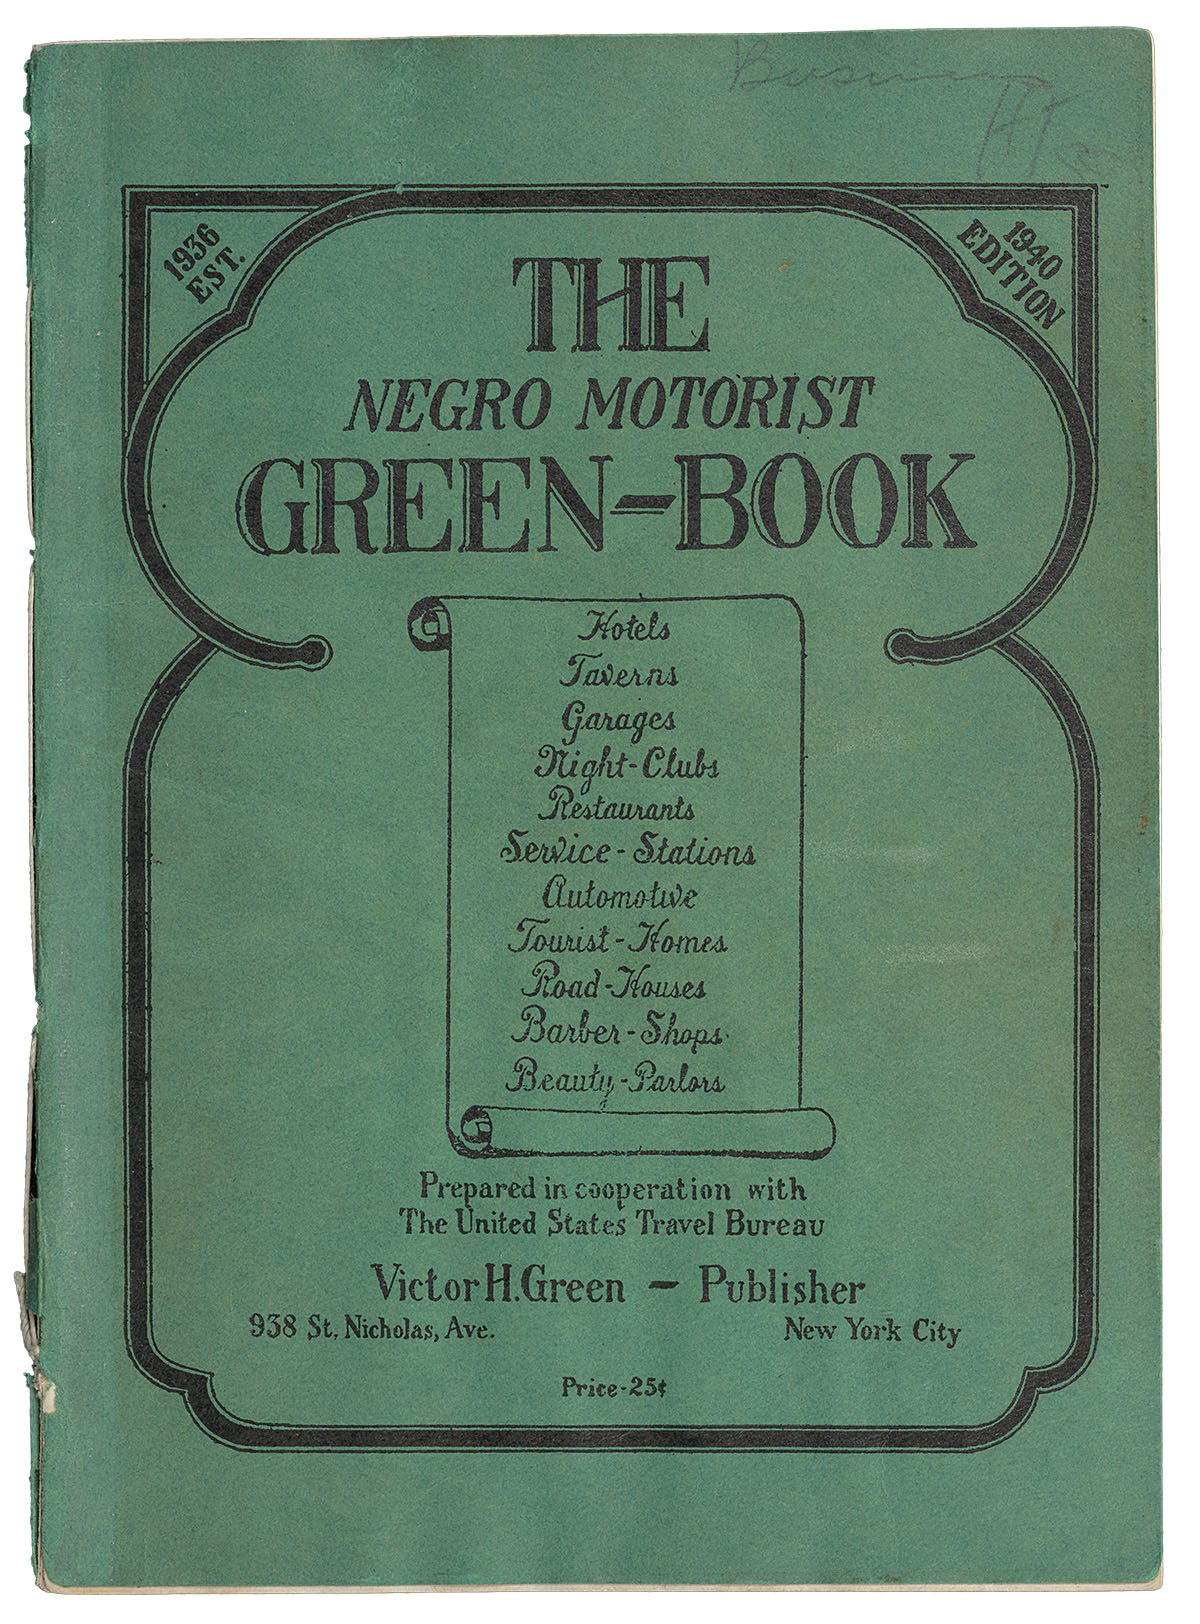 Business
1936
EST.
1940
EDITION
THE
NEGRO MOTORIST
GREEN-BOOK
Hotels
Taverns
Garages
Night-Clubs
Restaurants
Service-Stations
Automotive
Tourist-Homes
Road-Houses
Barber-Shops
Beauty-Parlors
Prepared in cooperation with
The United States Travel Bureau
Victor H. Green — Publisher
938 St. Nicholas, Ave. New York City
Price-25¢